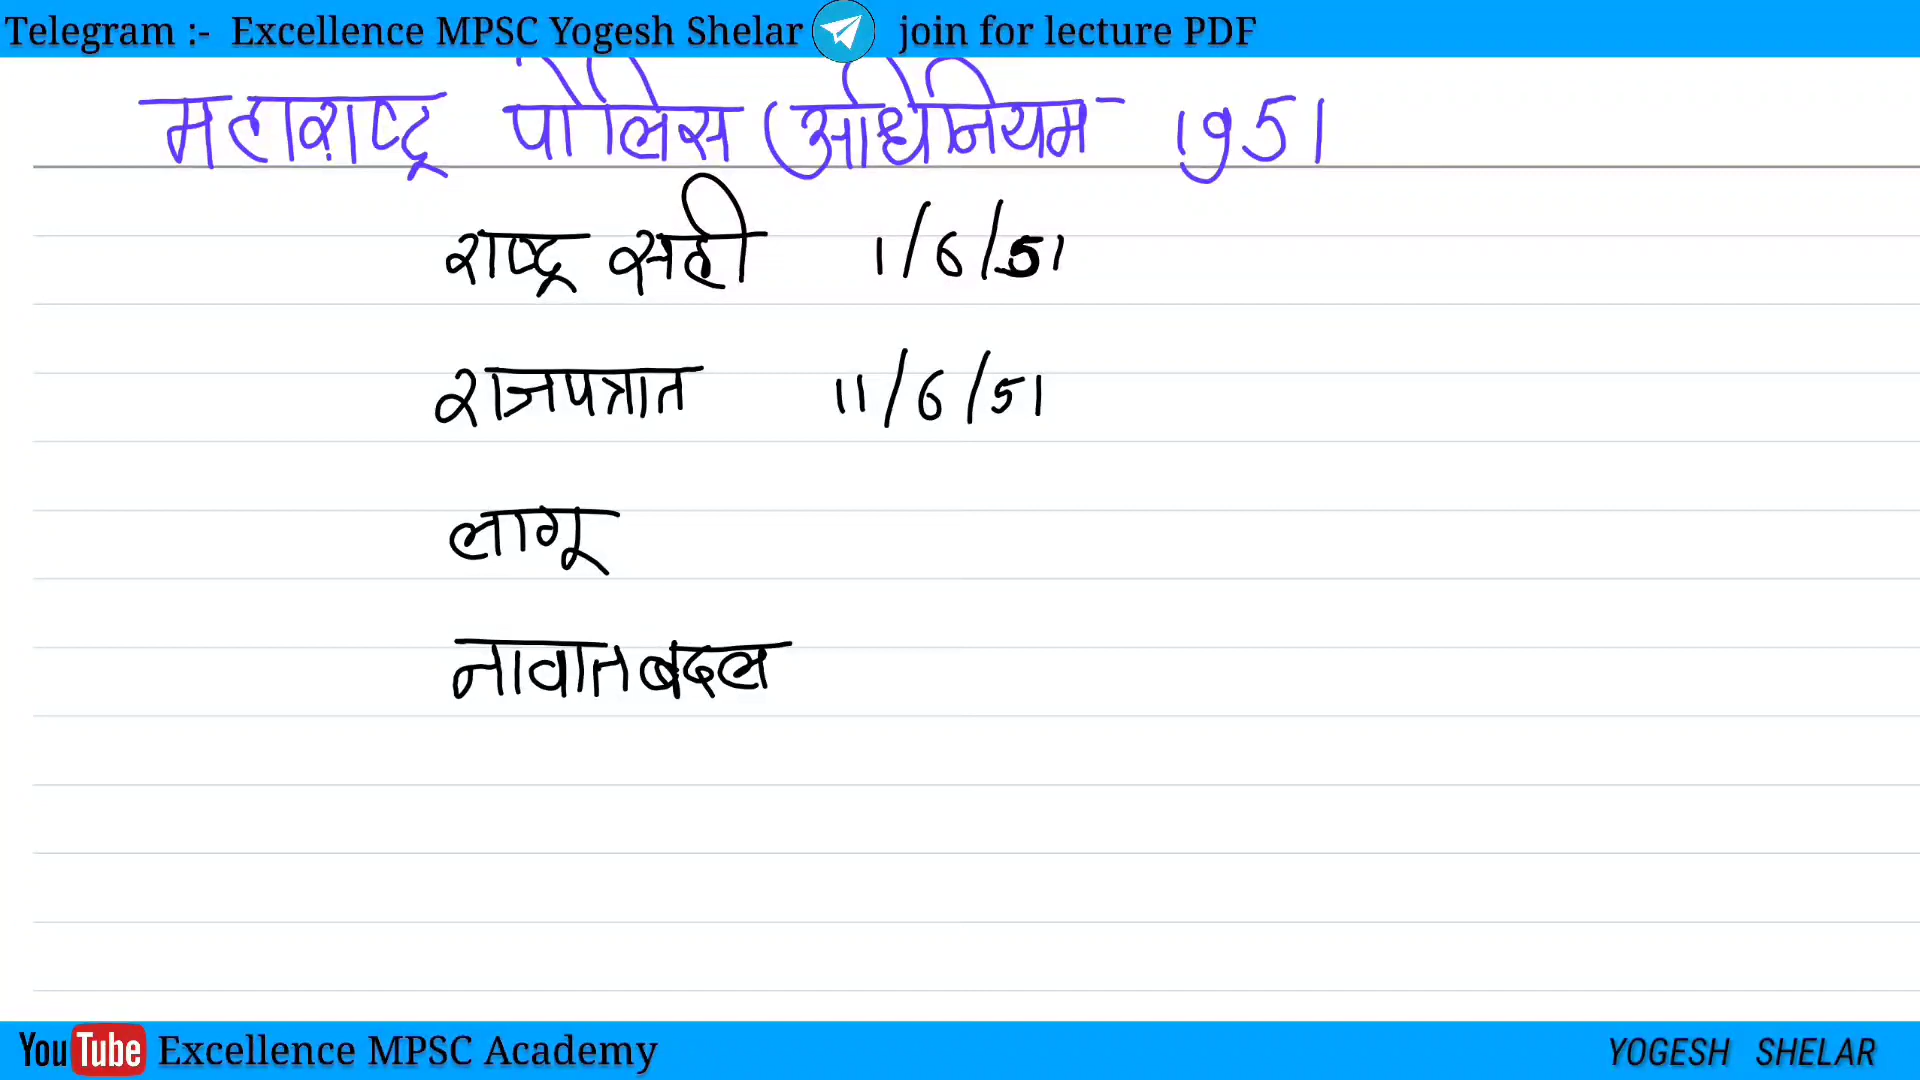 Telegram :- Excellence MPSC Yogesh Shelar join for lecture PDF
महाराष्ट्र पोलिस अधिनियम - 1951
राष्ट्र सही 1/6/51
राजपत्रात 11/6/51
लागू
नावात बदल
YouTube Excellence MPSC Academy
YOGESH SHELAR